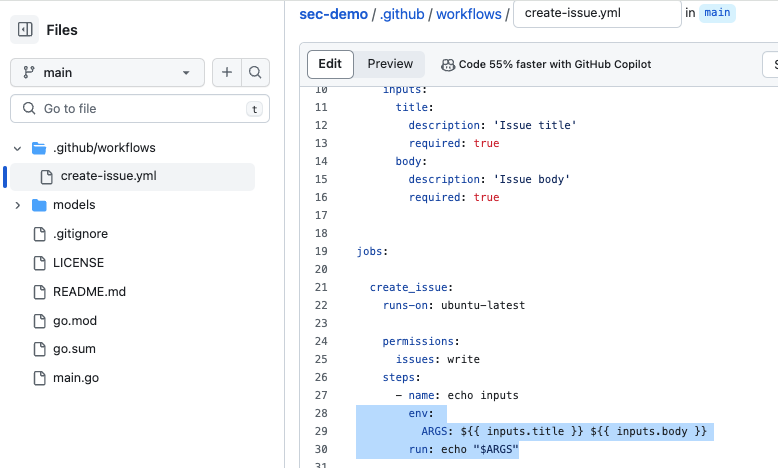 Files
main
Go to file
t
.github/workflows
create-issue.yml
models
.gitignore
LICENSE
README.md
go.mod
go.sum
main.go
sec-demo / .github / workflows / create-issue.yml in main
Edit Preview Code 55% faster with GitHub Copilot
10 inputs:
11 title:
12 description: 'Issue title'
13 required: true
14 body:
15 description: 'Issue body'
16 required: true
17
18
19 jobs:
20
21 create_issue:
22 runs-on: ubuntu-latest
23
24 permissions:
25 issues: write
26 steps:
27 - name: echo inputs
28 env:
29 ARGS: ${{ inputs.title }} ${{ inputs.body }}
30 run: echo "$ARGS"
31